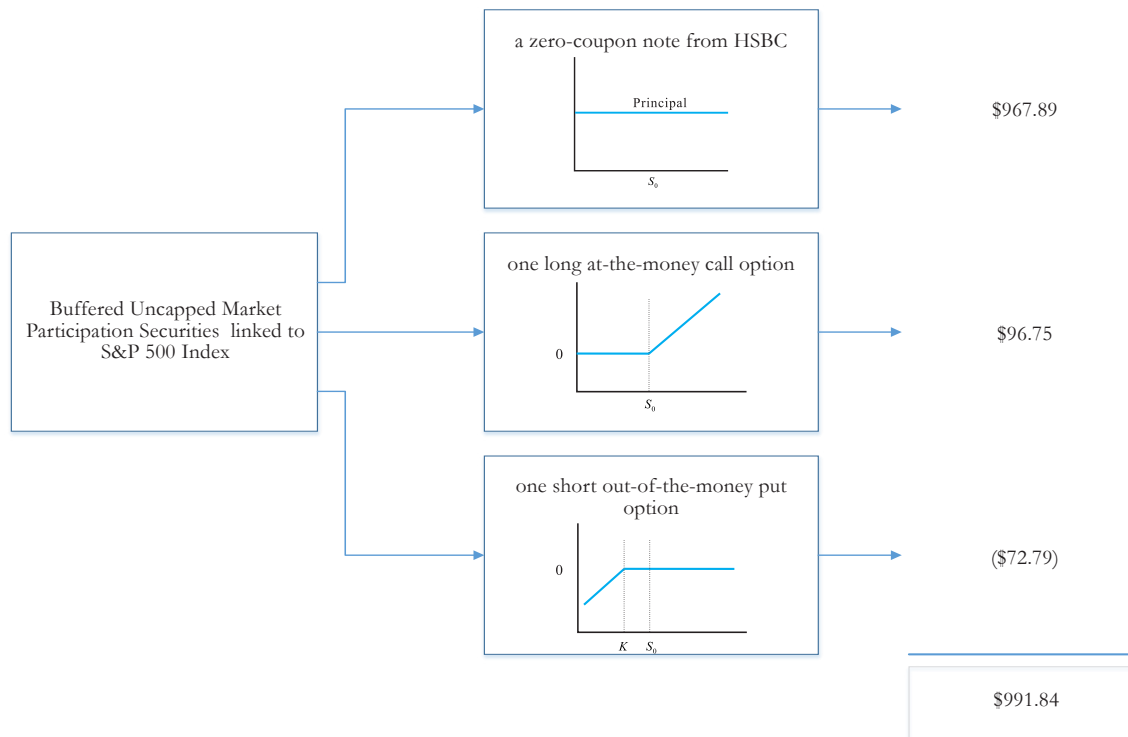 a zero-coupon note from HSBC
Principal
S₀
$967.89
Buffered Uncapped Market
Participation Securities linked to
S&P 500 Index
one long at-the-money call option
0
S₀
$96.75
one short out-of-the-money put
option
0
K S₀
($72.79)
$991.84